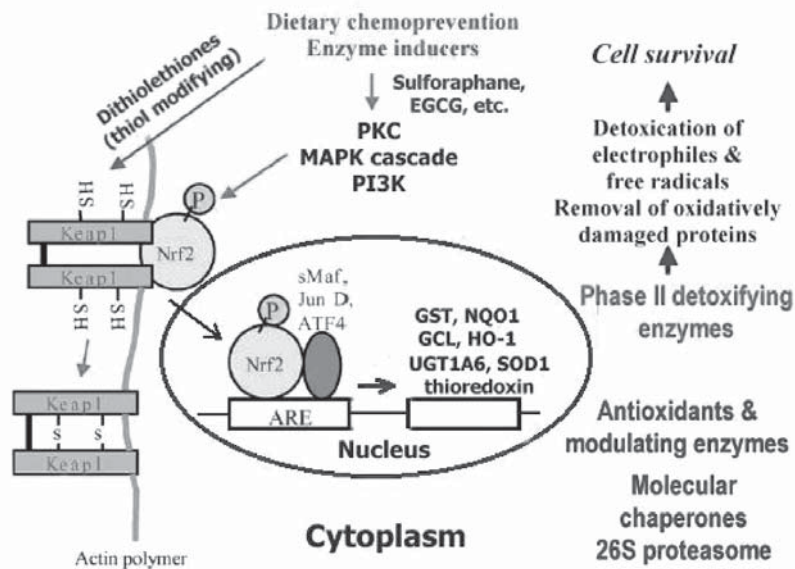 Dietary chemoprevention
Enzyme inducers
Dithiolethiones
(thiol modifying)
Sulforaphane,
EGCG, etc.
PKC
MAPK cascade
PI3K
HS
HS
P
Keap1
Nrf2
Keap1
SH
SH
Keap1
S
S
Keap1
Actin polymer
sMaf,
Jun D,
ATF4
P
Nrf2
ARE
GST, NQO1
GCL, HO-1
UGT1A6, SOD1
thioredoxin
Nucleus
Cytoplasm
Cell survival
Detoxication of
electrophiles &
free radicals
Removal of oxidatively
damaged proteins
Phase II detoxifying
enzymes
Antioxidants &
modulating enzymes
Molecular
chaperones
26S proteasome